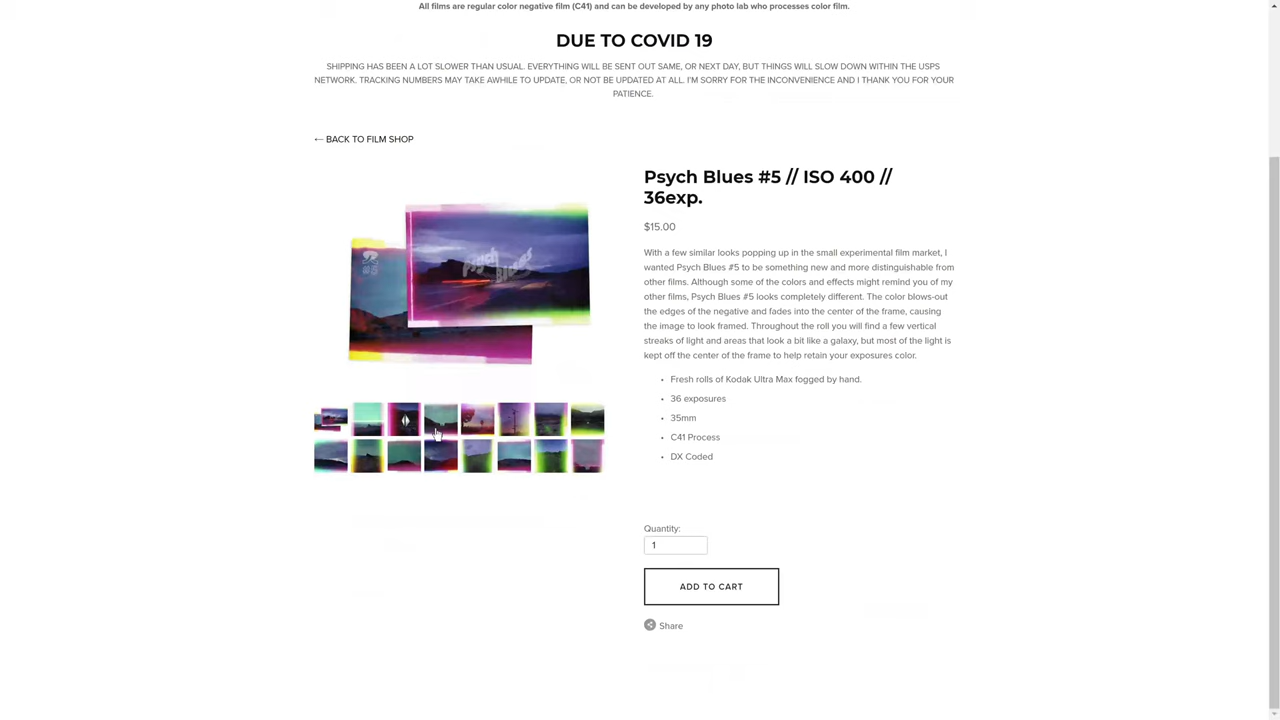 All films are regular color negative film (C41) and can be developed by any photo lab who processes color film.
DUE TO COVID 19
SHIPPING HAS BEEN A LOT SLOWER THAN USUAL. EVERYTHING WILL BE SENT OUT SAME, OR NEXT DAY, BUT THINGS WILL SLOW DOWN WITHIN THE USPS
NETWORK. TRACKING NUMBERS MAY TAKE AWHILE TO UPDATE, OR NOT BE UPDATED AT ALL. I'M SORRY FOR THE INCONVENIENCE AND I THANK YOU FOR YOUR
PATIENCE.
← BACK TO FILM SHOP
Psych Blues
Psych Blues #5 // ISO 400 //
36exp.
$15.00
With a few similar looks popping up in the small experimental film market, I
wanted Psych Blues #5 to be something new and more distinguishable from
other films. Although some of the colors and effects might remind you of my
other films, Psych Blues #5 looks completely different. The color blows-out
the edges of the negative and fades into the center of the frame, causing
the image to look framed. Throughout the roll you will find a few vertical
streaks of light and areas that look a bit like a galaxy, but most of the light is
kept off the center of the frame to help retain your exposures color.
• Fresh rolls of Kodak Ultra Max fogged by hand.
• 36 exposures
• 35mm
• C41 Process
• DX Coded
Quantity:
1
ADD TO CART
Share